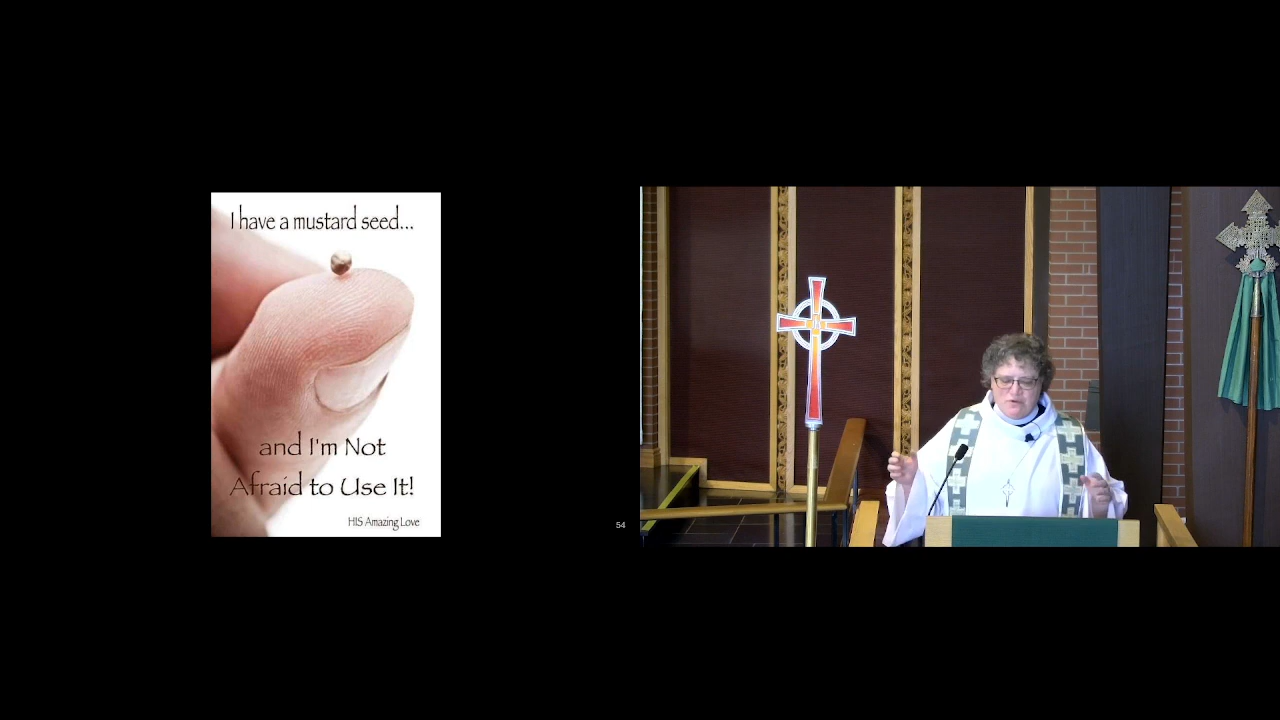 I have a mustard seed...
and I'm Not
Afraid to Use It!
HIS Amazing Love
54